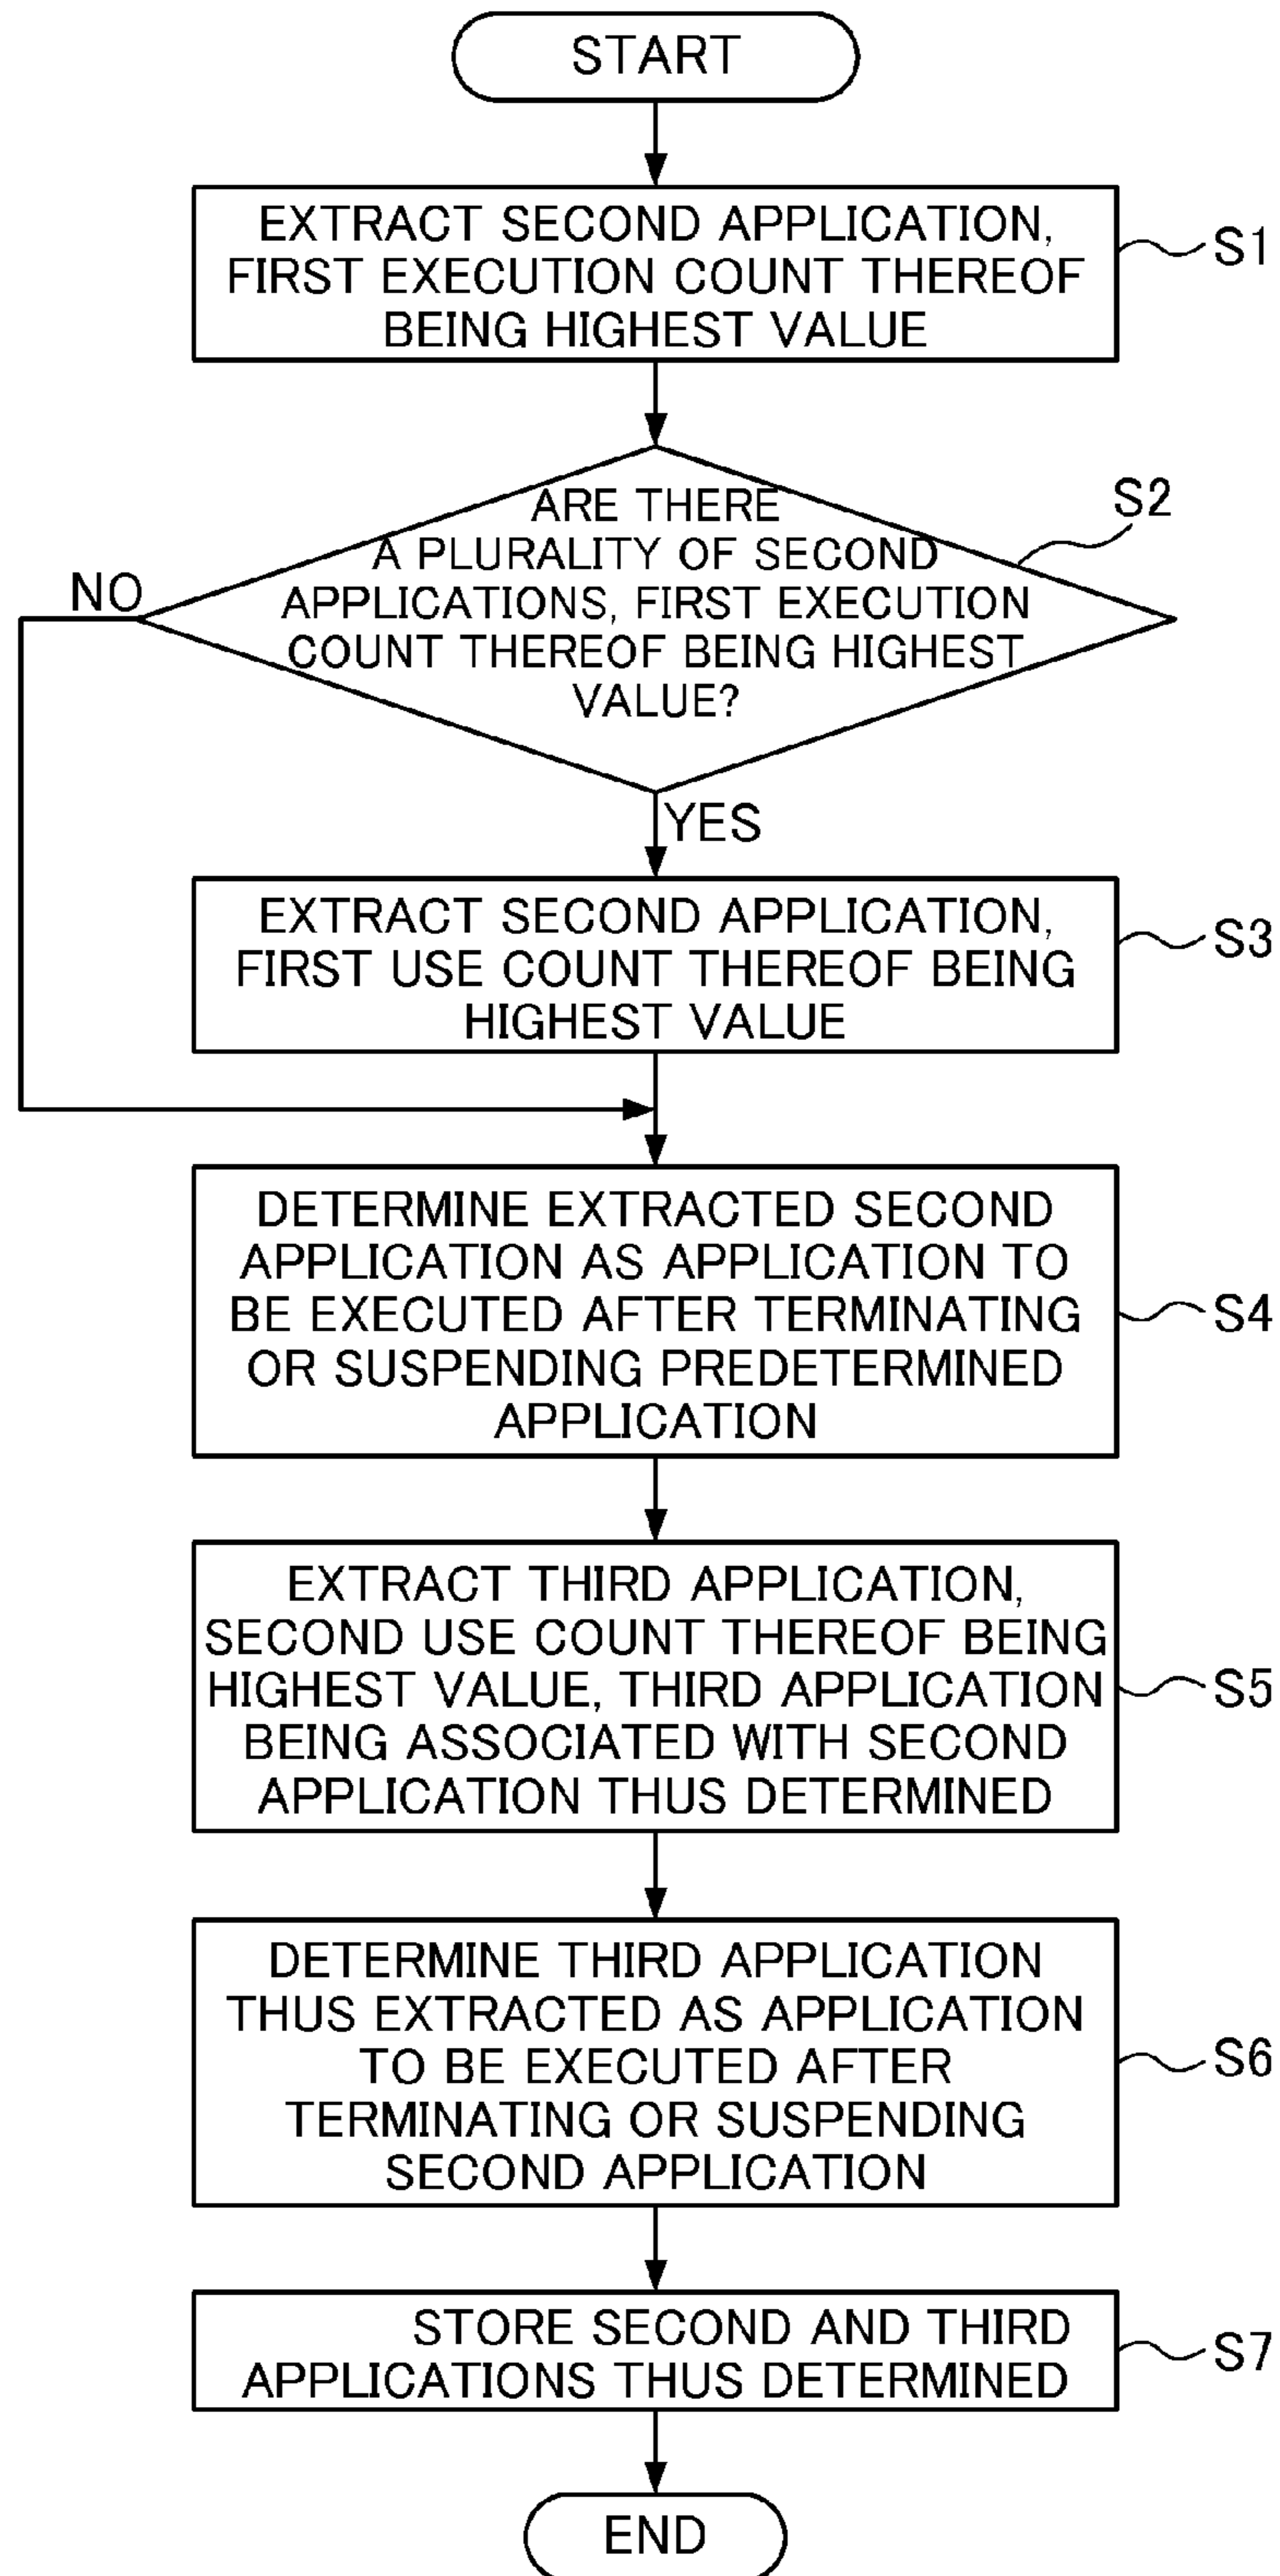 START
EXTRACT SECOND APPLICATION,
FIRST EXECUTION COUNT THEREOF
BEING HIGHEST VALUE
S1
ARE THERE
A PLURALITY OF SECOND
APPLICATIONS, FIRST EXECUTION
COUNT THEREOF BEING HIGHEST
VALUE?
S2
NO
YES
EXTRACT SECOND APPLICATION,
FIRST USE COUNT THEREOF BEING
HIGHEST VALUE
S3
DETERMINE EXTRACTED SECOND
APPLICATION AS APPLICATION TO
BE EXECUTED AFTER TERMINATING
OR SUSPENDING PREDETERMINED
APPLICATION
S4
EXTRACT THIRD APPLICATION,
SECOND USE COUNT THEREOF BEING
HIGHEST VALUE, THIRD APPLICATION
BEING ASSOCIATED WITH SECOND
APPLICATION THUS DETERMINED
S5
DETERMINE THIRD APPLICATION
THUS EXTRACTED AS APPLICATION
TO BE EXECUTED AFTER
TERMINATING OR SUSPENDING
SECOND APPLICATION
S6
STORE SECOND AND THIRD
APPLICATIONS THUS DETERMINED
S7
END